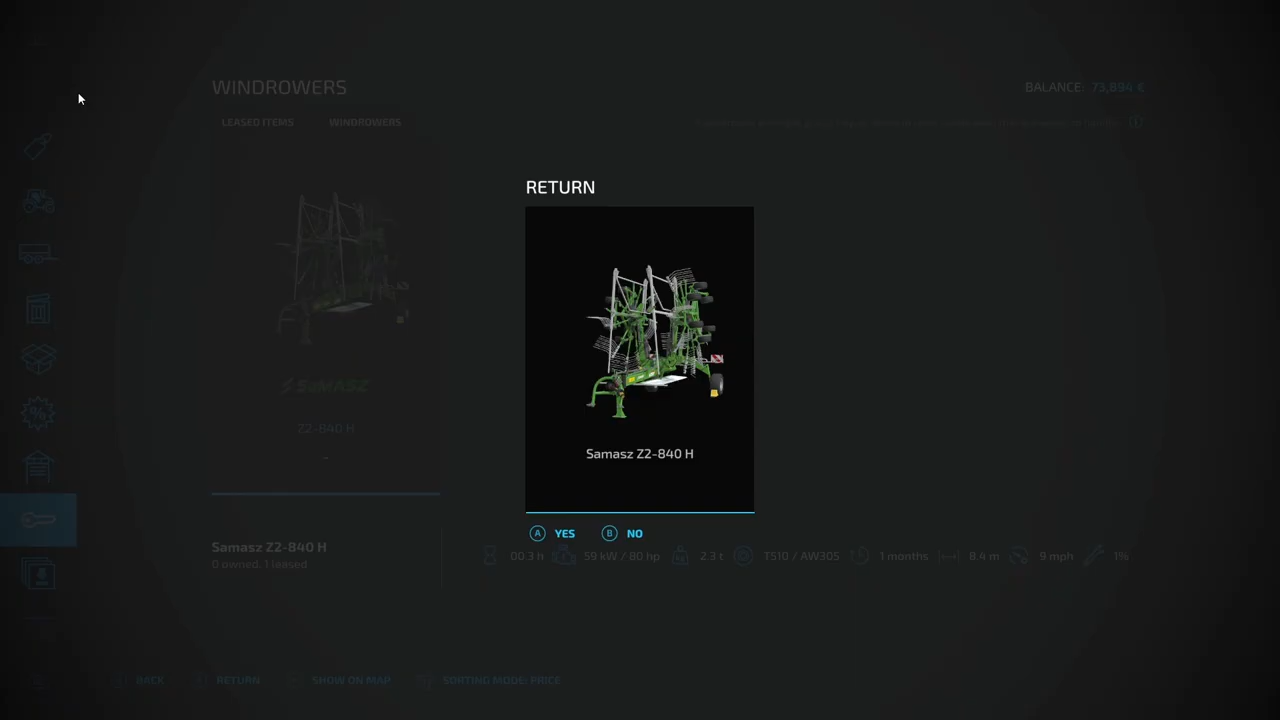 WINDROWERS
BALANCE: 73,894 €
LEASED ITEMS WINDROWERS
RETURN
SaMASZ
Z2-840 H
-
Samasz Z2-840 H
A YES B NO
Samasz Z2-840 H
0 owned, 1 leased
00.3 h 59 kW / 80 hp 2.3 t T510 / AW305 1 months 8.4 m 9 mph 1%
BACK RETURN SHOW ON MAP SORTING MODE: PRICE